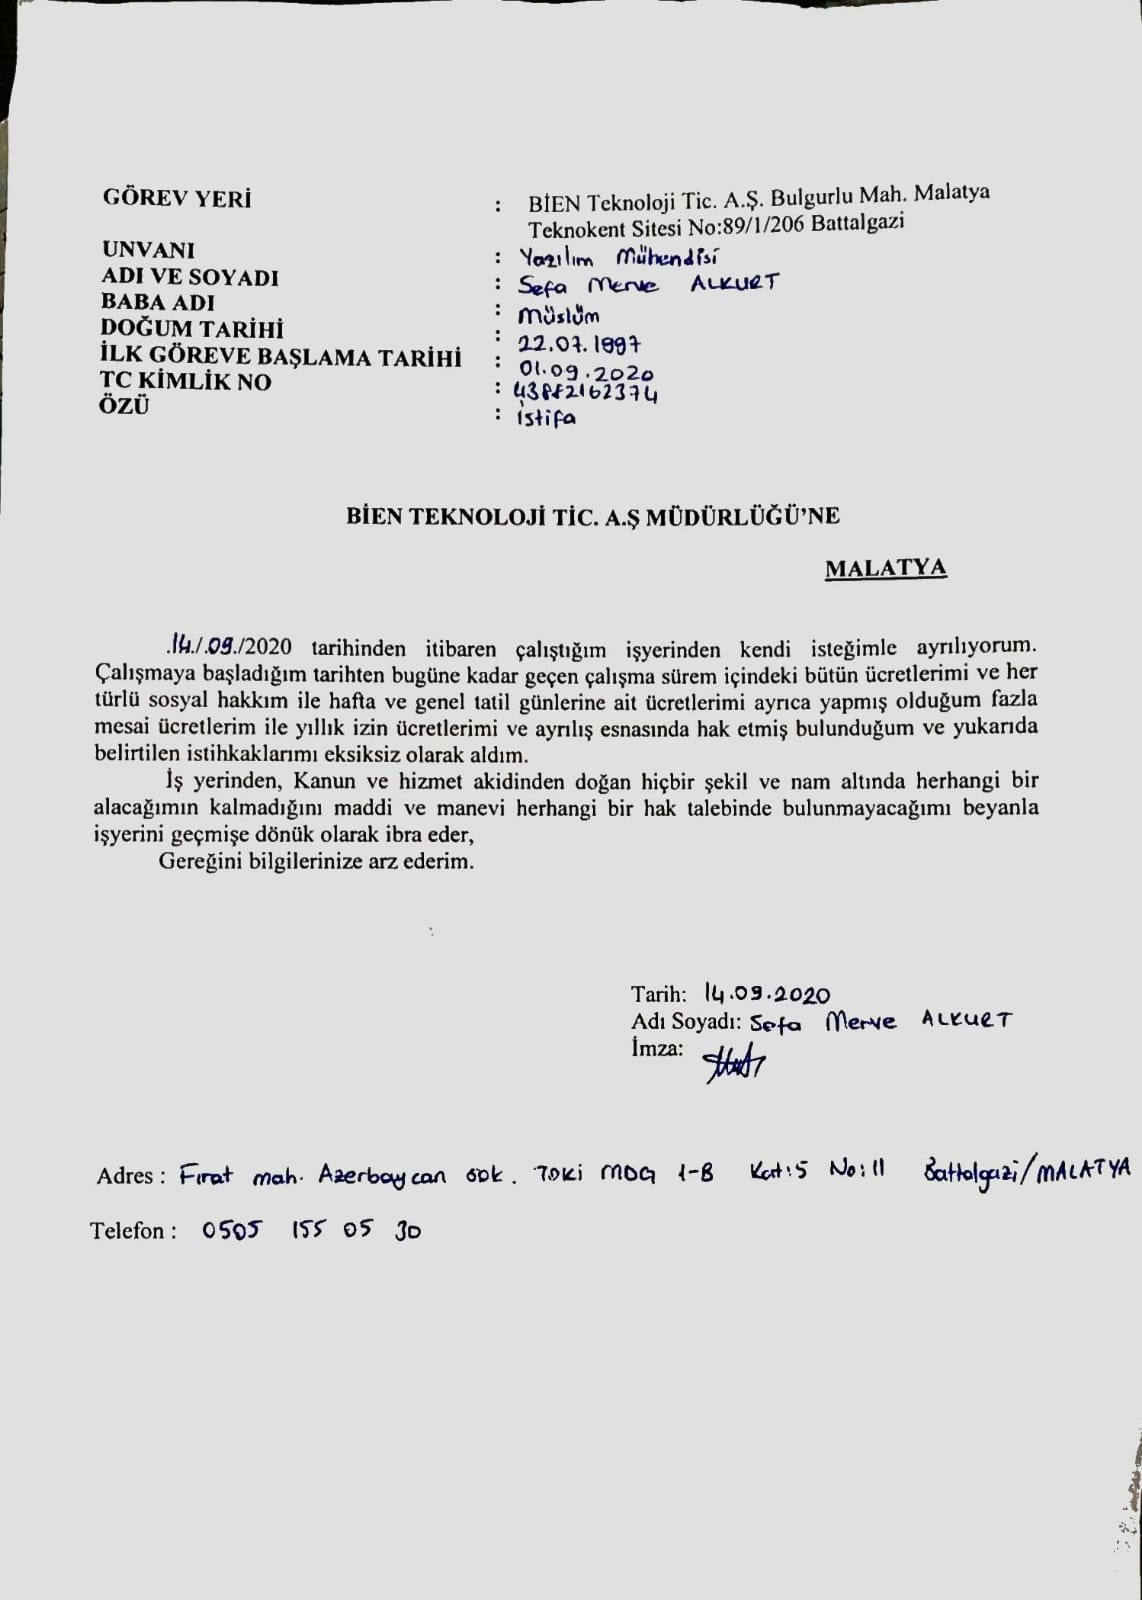 GÖREV YERİ : BİEN Teknoloji Tic. A.Ş. Bulgurlu Mah. Malatya
Teknokent Sitesi No:89/1/206 Battalgazi
UNVANI : Yazılım Mühendisi
ADI VE SOYADI : Sefa Merve ALKURT
BABA ADI : Müslüm
DOĞUM TARİHİ : 22.07.1997
İLK GÖREVE BAŞLAMA TARİHİ : 01.09.2020
TC KİMLİK NO :
ÖZÜ : İstifa
BİEN TEKNOLOJİ TİC. A.Ş MÜDÜRLÜĞÜ’NE
MALATYA
.14./.09./2020 tarihinden itibaren çalıştığım işyerinden kendi isteğimle ayrılıyorum.
Çalışmaya başladığım tarihten bugüne kadar geçen çalışma sürem içindeki bütün ücretlerimi ve her
türlü sosyal hakkım ile hafta ve genel tatil günlerine ait ücretlerimi ayrıca yapmış olduğum fazla
mesai ücretlerim ile yıllık izin ücretlerimi ve ayrılış esnasında hak etmiş bulunduğum ve yukarıda
belirtilen istihkaklarımı eksiksiz olarak aldım.
İş yerinden, Kanun ve hizmet akidinden doğan hiçbir şekil ve nam altında herhangi bir
alacağımın kalmadığını maddi ve manevi herhangi bir hak talebinde bulunmayacağımı beyanla
işyerini geçmişe dönük olarak ibra eder,
Gereğini bilgilerinize arz ederim.
Tarih: 14.09.2020
Adı Soyadı: Sefa Merve ALKURT
İmza:
Adres : Fırat mah. Azerbaycan sok. TOKİ MDG 1-B Kat:5 No:11 Battalgazi/MALATYA
Telefon : 0505 155 05 30